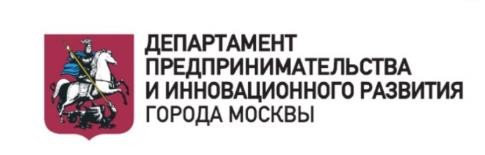 ДЕПАРТАМЕНТ
ПРЕДПРИНИМАТЕЛЬСТВА
И ИННОВАЦИОННОГО РАЗВИТИЯ
ГОРОДА МОСКВЫ